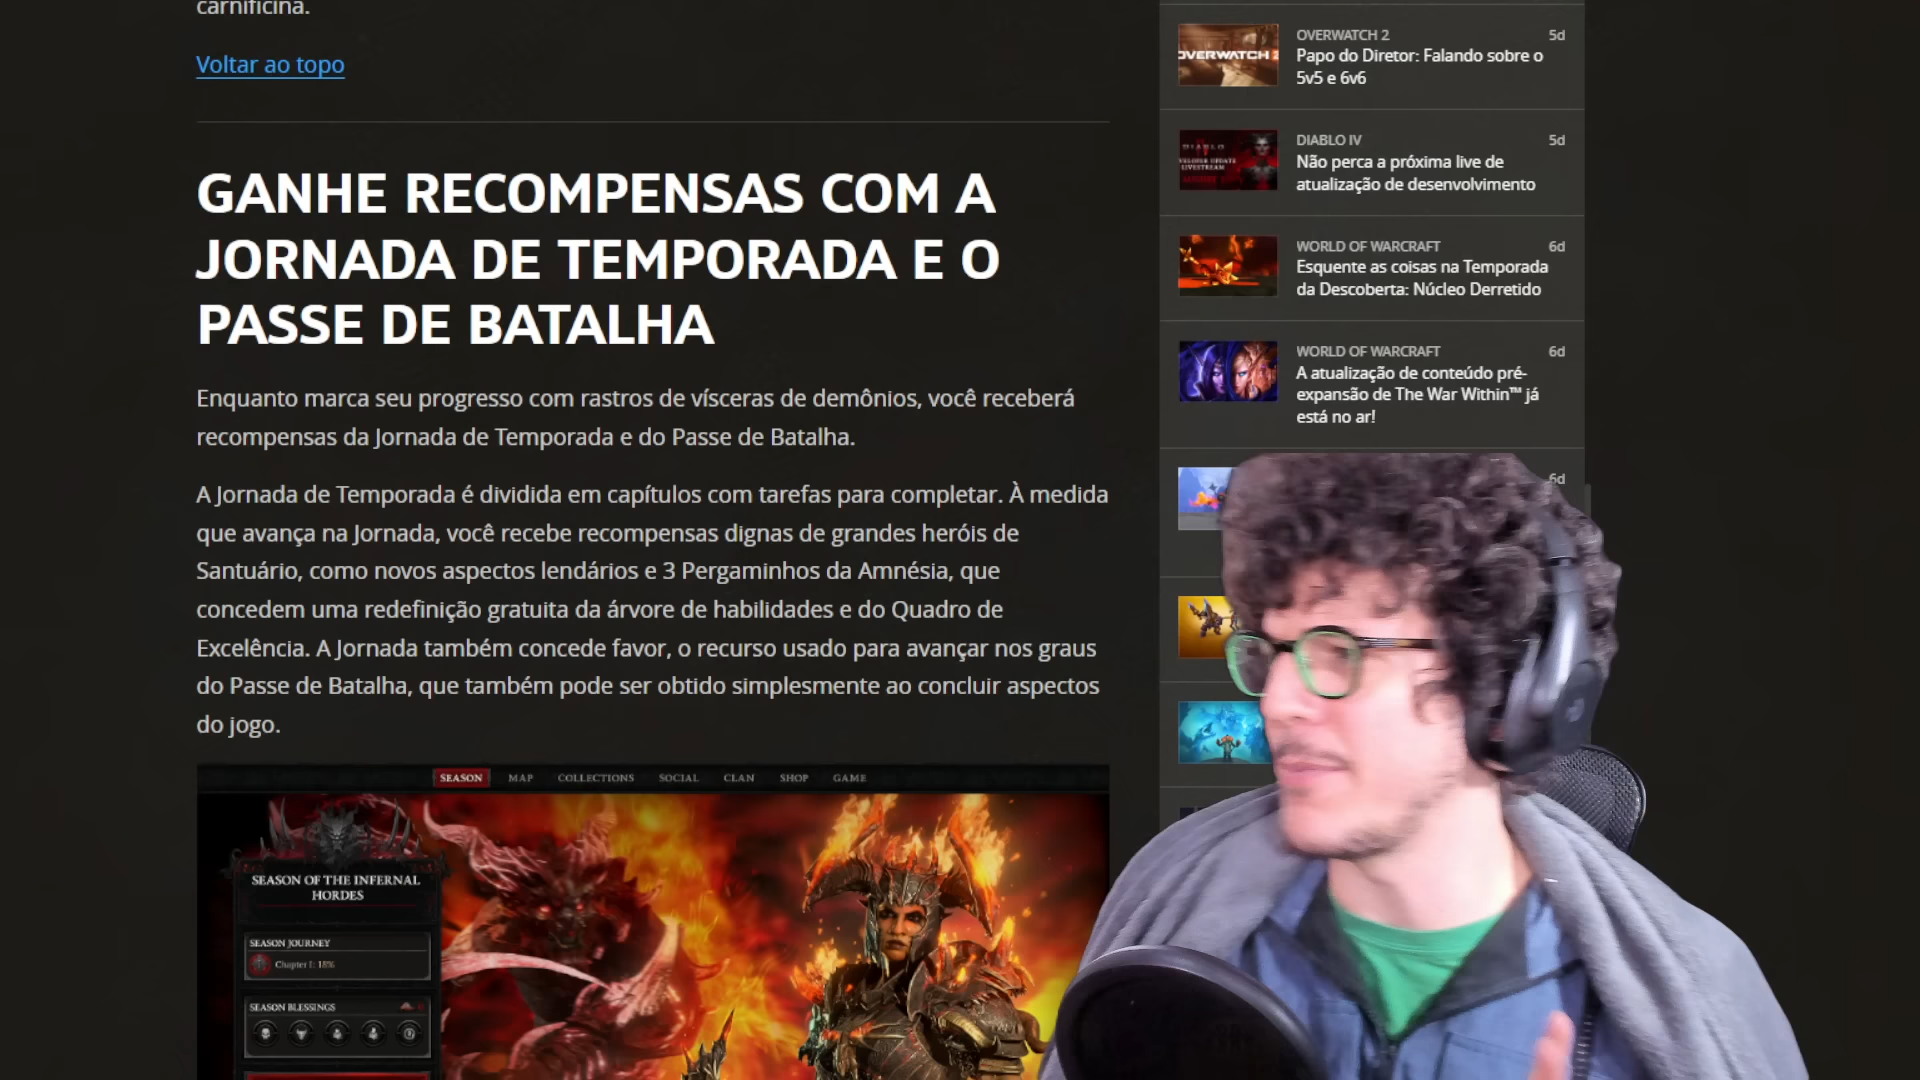 carnificina.
Voltar ao topo
GANHE RECOMPENSAS COM A
JORNADA DE TEMPORADA E O
PASSE DE BATALHA
Enquanto marca seu progresso com rastros de vísceras de demônios, você receberá
recompensas da Jornada de Temporada e do Passe de Batalha.
A Jornada de Temporada é dividida em capítulos com tarefas para completar. À medida
que avança na Jornada, você recebe recompensas dignas de grandes heróis de
Santuário, como novos aspectos lendários e 3 Pergaminhos da Amnésia, que
concedem uma redefinição gratuita da árvore de habilidades e do Quadro de
Excelência. A Jornada também concede favor, o recurso usado para avançar nos graus
do Passe de Batalha, que também pode ser obtido simplesmente ao concluir aspectos
do jogo.
SEASON MAP COLLECTIONS SOCIAL CLAN SHOP GAME
SEASON OF THE INFERNAL
HORDES
SEASON JOURNEY
Chapter I: 18%
SEASON BLESSINGS
OVERWATCH 2 5d
Papo do Diretor: Falando sobre o
5v5 e 6v6
OVERWATCH 2
DIABLO IV 5d
Não perca a próxima live de
atualização de desenvolvimento
DIABLO
UPDATE
LIVESTREAM
WORLD OF WARCRAFT 6d
Esquente as coisas na Temporada
da Descoberta: Núcleo Derretido
WORLD OF WARCRAFT 6d
A atualização de conteúdo pré-
expansão de The War Within™ já
está no ar!
6d